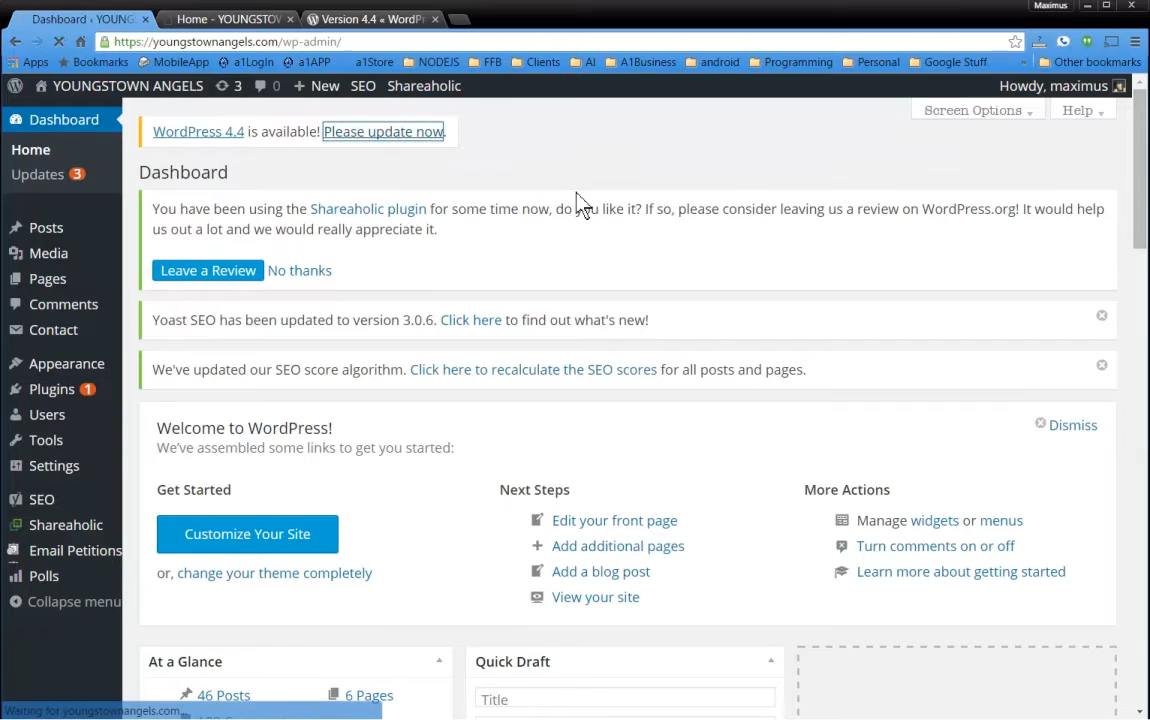 Maximus
Dashboard ‹ YOUNG
Home - YOUNGSTOW
Version 4.4 « WordPr
https://youngstownangels.com/wp-admin/
Apps
Bookmarks
MobileApp
a1LogIn
a1APP
a1Store
NODEJS
FFB
Clients
AI
A1Business
android
Programming
Personal
Google Stuff
»
Other bookmarks
YOUNGSTOWN ANGELS
3
0
+ New
SEO
Shareaholic
Howdy, maximus
Dashboard
Home
Updates 3
Posts
Media
Pages
Comments
Contact
Appearance
Plugins 1
Users
Tools
Settings
SEO
Shareaholic
Email Petitions
Polls
Collapse menu
Screen Options
Help
WordPress 4.4 is available! Please update now.
Dashboard
You have been using the Shareaholic plugin for some time now, do you like it? If so, please consider leaving us a review on WordPress.org! It would help
us out a lot and we would really appreciate it.
Leave a Review
No thanks
Yoast SEO has been updated to version 3.0.6. Click here to find out what's new!
We've updated our SEO score algorithm. Click here to recalculate the SEO scores for all posts and pages.
Welcome to WordPress!
We've assembled some links to get you started:
Dismiss
Get Started
Customize Your Site
or, change your theme completely
Next Steps
Edit your front page
Add additional pages
Add a blog post
View your site
More Actions
Manage widgets or menus
Turn comments on or off
Learn more about getting started
At a Glance
46 Posts
6 Pages
Quick Draft
Title
Waiting for youngstownangels.com...